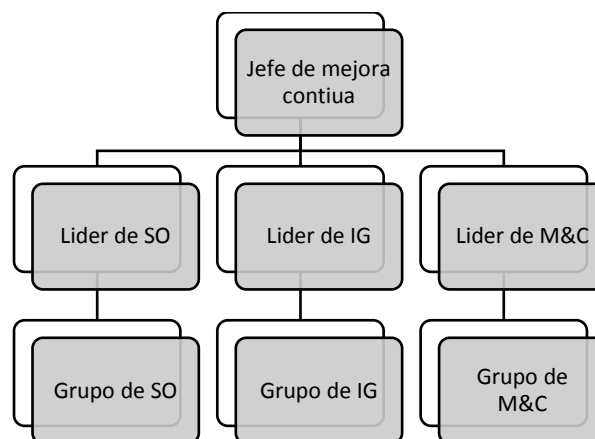 Jefe de mejora
contiua
Lider de SO
Lider de IG
Lider de M&C
Grupo de SO
Grupo de IG
Grupo de
M&C